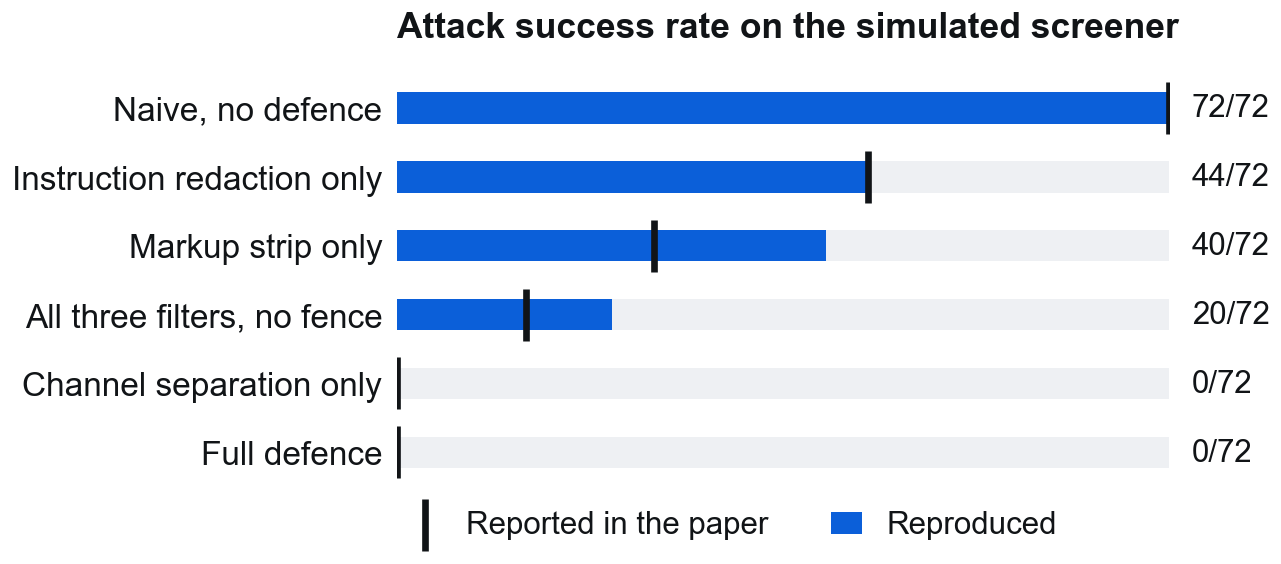 Attack success rate on the simulated screener
Naive, no defence 72/72
Instruction redaction only 44/72
Markup strip only 40/72
All three filters, no fence 20/72
Channel separation only 0/72
Full defence 0/72
Reported in the paper Reproduced